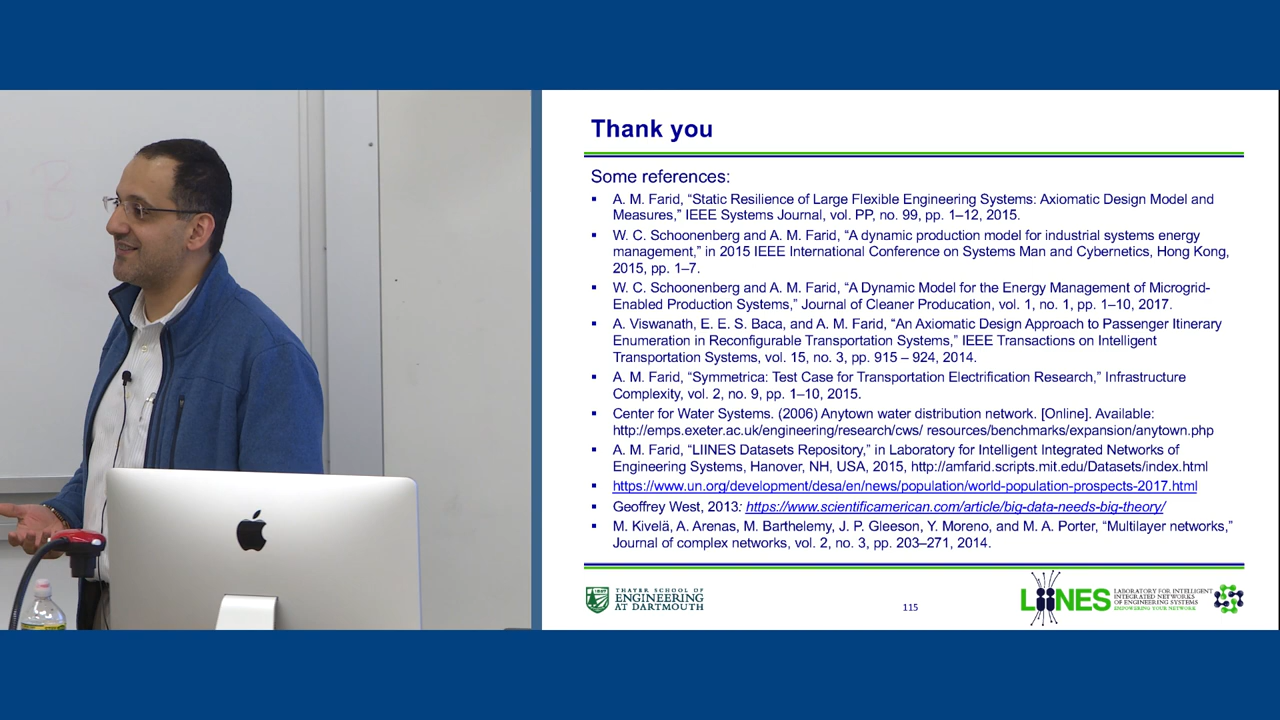 Thank you
Some references:
▪ A. M. Farid, “Static Resilience of Large Flexible Engineering Systems: Axiomatic Design Model and
Measures,” IEEE Systems Journal, vol. PP, no. 99, pp. 1–12, 2015.
▪ W. C. Schoonenberg and A. M. Farid, “A dynamic production model for industrial systems energy
management,” in 2015 IEEE International Conference on Systems Man and Cybernetics, Hong Kong,
2015, pp. 1–7.
▪ W. C. Schoonenberg and A. M. Farid, “A Dynamic Model for the Energy Management of Microgrid-
Enabled Production Systems,” Journal of Cleaner Producation, vol. 1, no. 1, pp. 1–10, 2017.
▪ A. Viswanath, E. E. S. Baca, and A. M. Farid, “An Axiomatic Design Approach to Passenger Itinerary
Enumeration in Reconfigurable Transportation Systems,” IEEE Transactions on Intelligent
Transportation Systems, vol. 15, no. 3, pp. 915 – 924, 2014.
▪ A. M. Farid, “Symmetrica: Test Case for Transportation Electrification Research,” Infrastructure
Complexity, vol. 2, no. 9, pp. 1–10, 2015.
▪ Center for Water Systems. (2006) Anytown water distribution network. [Online]. Available:
http://emps.exeter.ac.uk/engineering/research/cws/ resources/benchmarks/expansion/anytown.php
▪ A. M. Farid, “LIINES Datasets Repository,” in Laboratory for Intelligent Integrated Networks of
Engineering Systems, Hanover, NH, USA, 2015, http://amfarid.scripts.mit.edu/Datasets/index.html
▪ https://www.un.org/development/desa/en/news/population/world-population-prospects-2017.html
▪ Geoffrey West, 2013: https://www.scientificamerican.com/article/big-data-needs-big-theory/
▪ M. Kivelä, A. Arenas, M. Barthelemy, J. P. Gleeson, Y. Moreno, and M. A. Porter, “Multilayer networks,”
Journal of complex networks, vol. 2, no. 3, pp. 203–271, 2014.
THAYER SCHOOL OF
ENGINEERING
AT DARTMOUTH
115
LIINES
LABORATORY FOR INTELLIGENT
INTEGRATED NETWORKS
OF ENGINEERING SYSTEMS
EMPOWERING YOUR NETWORK